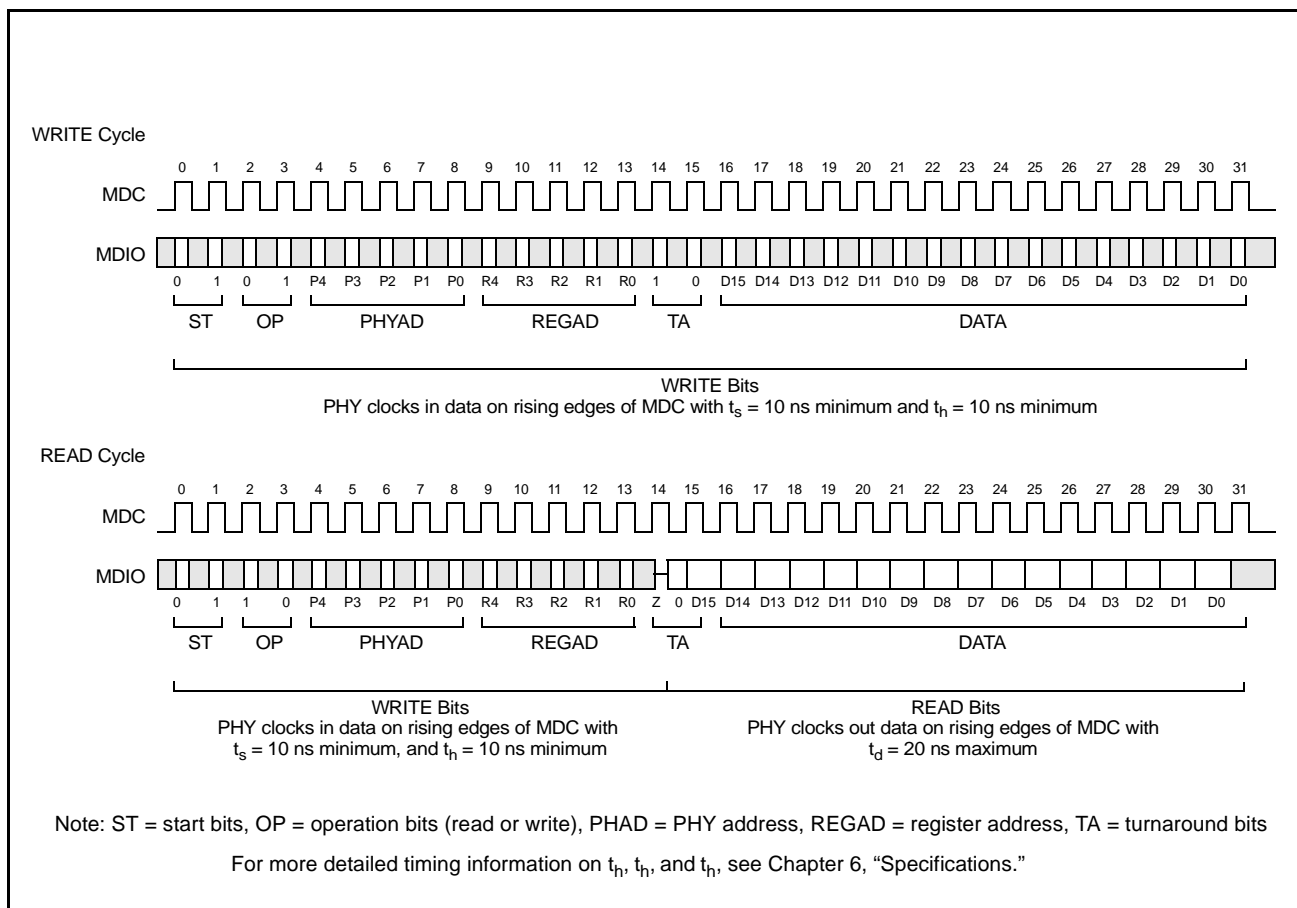 WRITE Cycle
0 1 2 3 4 5 6 7 8 9 10 11 12 13 14 15 16 17 18 19 20 21 22 23 24 25 26 27 28 29 30 31
MDC
MDIO
0 1 0 1 P4 P3 P2 P1 P0 R4 R3 R2 R1 R0 1 0 D15 D14 D13 D12 D11 D10 D9 D8 D7 D6 D5 D4 D3 D2 D1 D0
ST OP PHYAD REGAD TA DATA
WRITE Bits
PHY clocks in data on rising edges of MDC with ts = 10 ns minimum and th = 10 ns minimum
READ Cycle
0 1 2 3 4 5 6 7 8 9 10 11 12 13 14 15 16 17 18 19 20 21 22 23 24 25 26 27 28 29 30 31
MDC
MDIO
0 1 1 0 P4 P3 P2 P1 P0 R4 R3 R2 R1 R0 Z 0 D15 D14 D13 D12 D11 D10 D9 D8 D7 D6 D5 D4 D3 D2 D1 D0
ST OP PHYAD REGAD TA DATA
WRITE Bits
PHY clocks in data on rising edges of MDC with
ts = 10 ns minimum, and th = 10 ns minimum
READ Bits
PHY clocks out data on rising edges of MDC with
td = 20 ns maximum
Note: ST = start bits, OP = operation bits (read or write), PHAD = PHY address, REGAD = register address, TA = turnaround bits
For more detailed timing information on th, th, and th, see Chapter 6, “Specifications.”